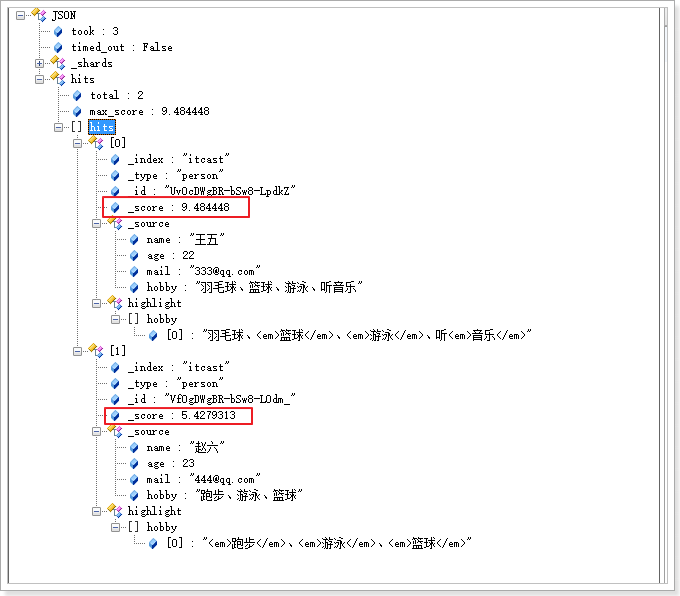 JSON
took : 3
timed_out : False
_shards
hits
total : 2
max_score : 9.484448
[] hits
[0]
_index : "itcast"
_type : "person"
_id : "UvOcDWgBR-bSw8-LpdkZ"
_score : 9.484448
_source
name : "王五"
age : 22
mail : "333@qq.com"
hobby : "羽毛球、篮球、游泳、听音乐"
highlight
[] hobby
[0] : "羽毛球、<em>篮球</em>、<em>游泳</em>、听<em>音乐</em>"
[1]
_index : "itcast"
_type : "person"
_id : "VfOgDWgBR-bSw8-LOdm_"
_score : 5.4279313
_source
name : "赵六"
age : 23
mail : "444@qq.com"
hobby : "跑步、游泳、篮球"
highlight
[] hobby
[0] : "<em>跑步</em>、<em>游泳</em>、<em>篮球</em>"